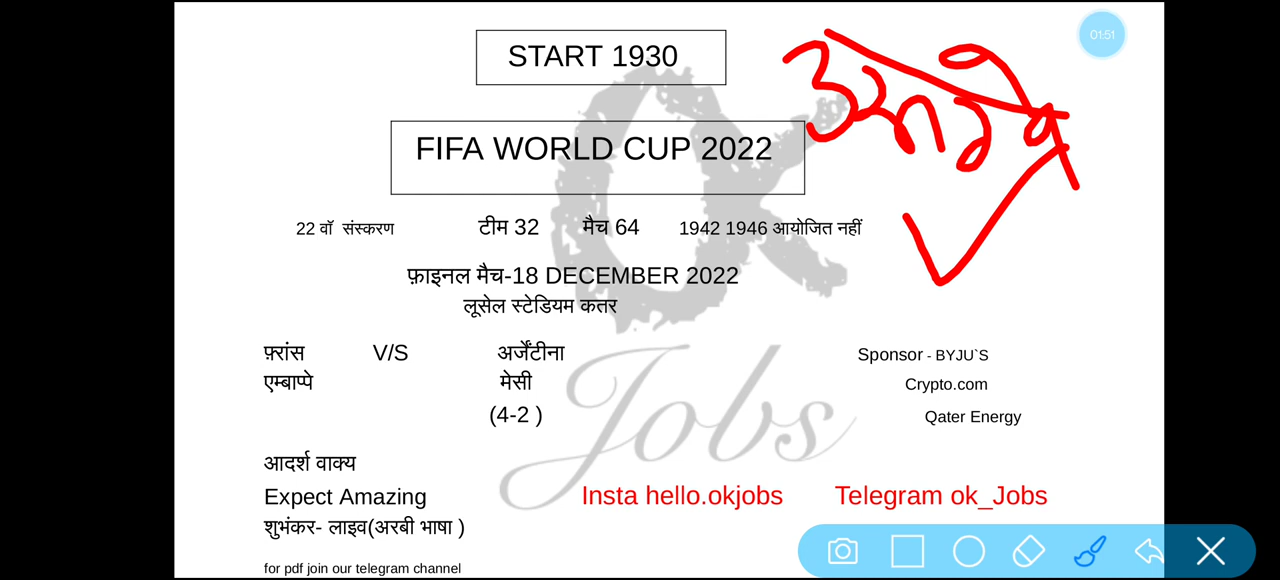 START 1930
01:51
FIFA WORLD CUP 2022
22 वॉ संस्करण टीम 32 मैच 64 1942 1946 आयोजित नहीं
फ़ाइनल मैच-18 DECEMBER 2022
लूसेल स्टेडियम कतर
फ़्रांस V/S अर्जेंटीना Sponsor - BYJU`S
एम्बाप्पे मेसी Crypto.com
(4-2 ) Qater Energy
आदर्श वाक्य
Expect Amazing Insta hello.okjobs Telegram ok_Jobs
शुभंकर- लाइव(अरबी भाषा )
for pdf join our telegram channel
OK
Jobs